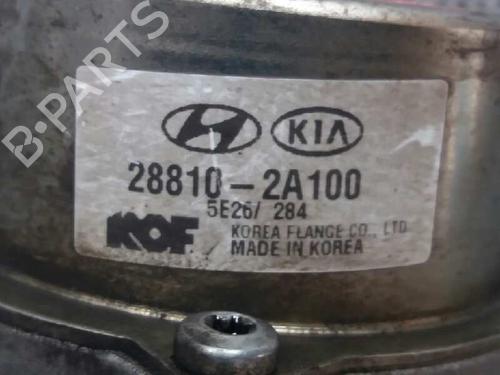 B-PARTS
H KIA
28810-2A100
5E26/ 284
KOF KOREA FLANGE CO., LTD
MADE IN KOREA